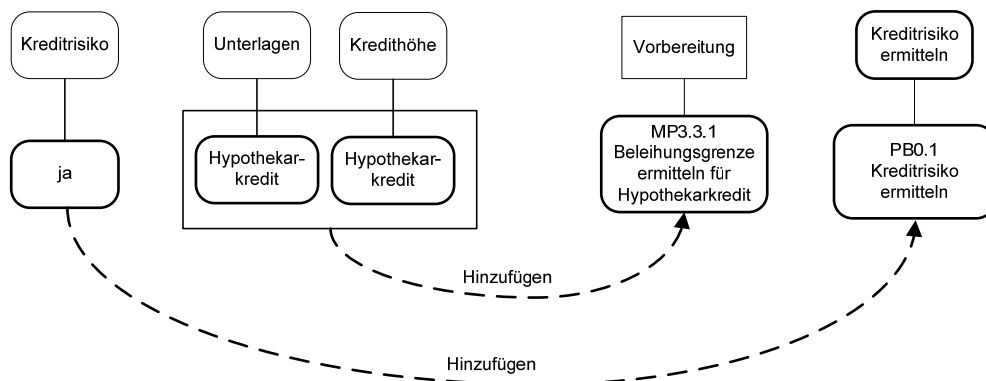 Kreditrisiko
Unterlagen
Kredithöhe
Vorbereitung
Kreditrisiko
ermitteln
ja
Hypothekar-
kredit
Hypothekar-
kredit
MP3.3.1
Beleihungsgrenze
ermitteln für
Hypothekarkredit
PB0.1
Kreditrisiko
ermitteln
Hinzufügen
Hinzufügen